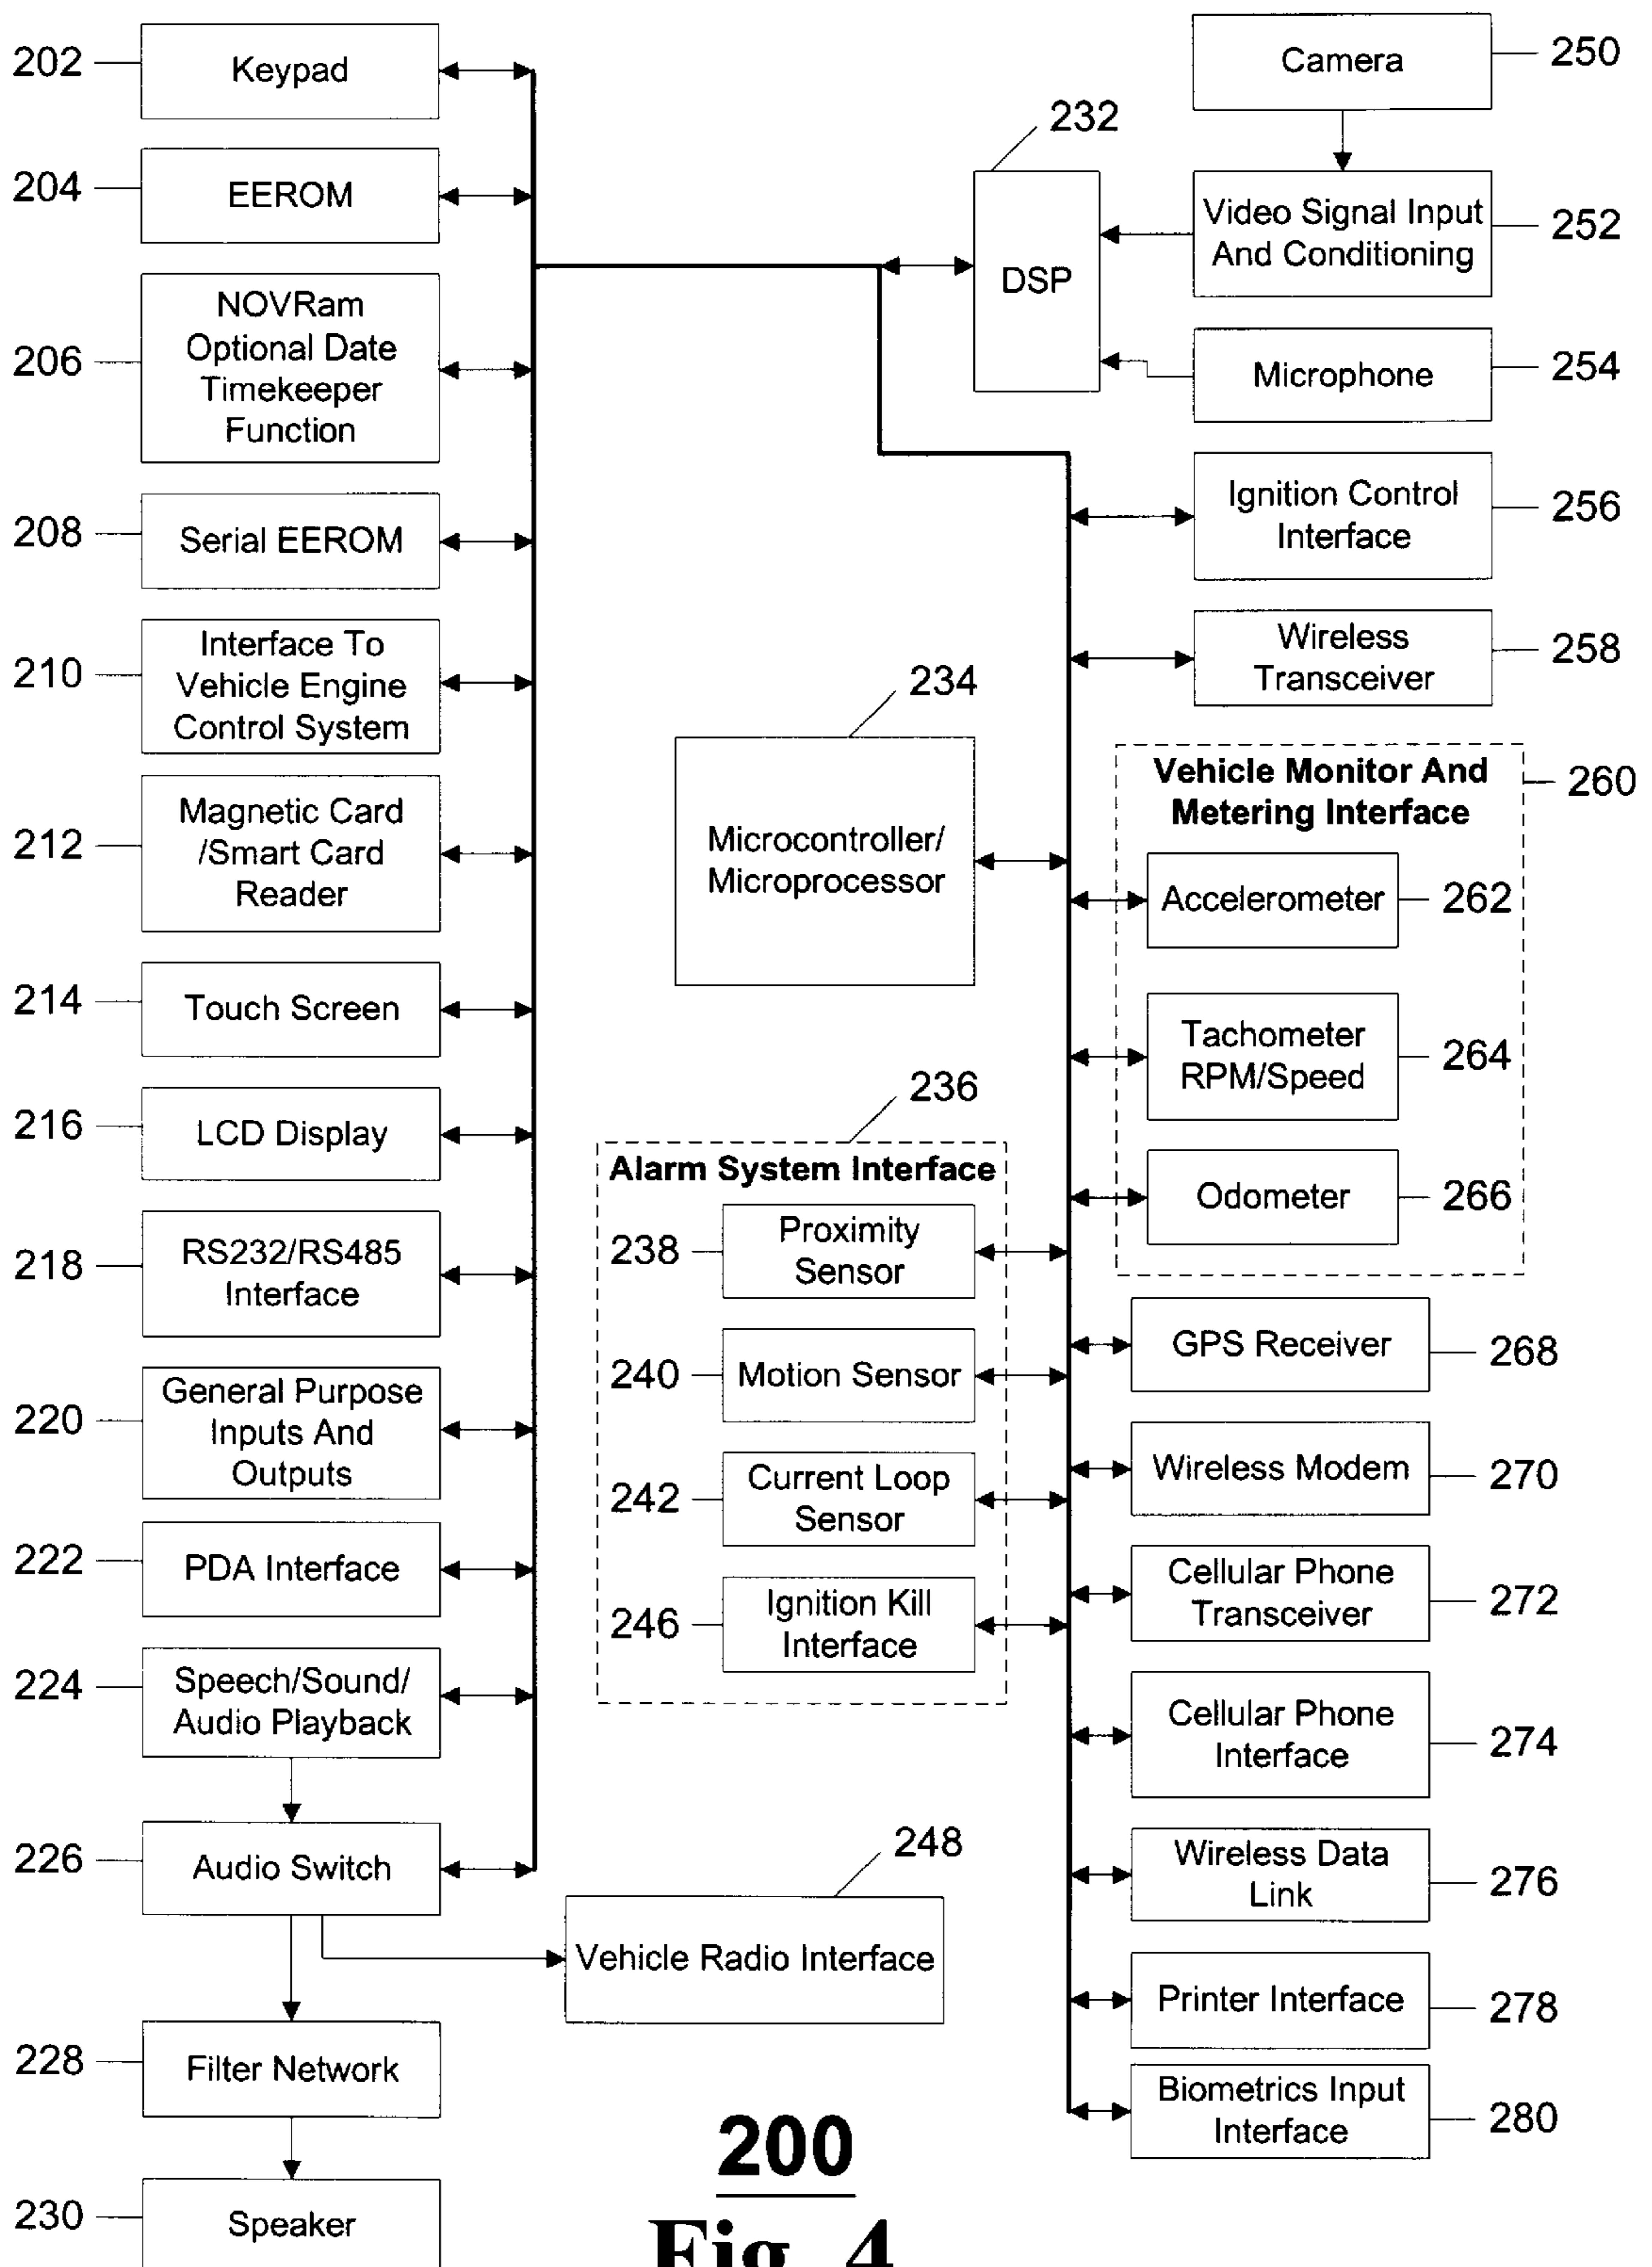 202
Keypad
204
EEROM
206
NOVRam
Optional Date
Timekeeper
Function
208
Serial EEROM
210
Interface To
Vehicle Engine
Control System
212
Magnetic Card
/Smart Card
Reader
214
Touch Screen
216
LCD Display
218
RS232/RS485
Interface
220
General Purpose
Inputs And
Outputs
222
PDA Interface
224
Speech/Sound/
Audio Playback
226
Audio Switch
228
Filter Network
230
Speaker
232
DSP
234
Microcontroller/
Microprocessor
236
Alarm System Interface
238
Proximity
Sensor
240
Motion Sensor
242
Current Loop
Sensor
246
Ignition Kill
Interface
248
Vehicle Radio Interface
Camera
250
Video Signal Input
And Conditioning
252
Microphone
254
Ignition Control
Interface
256
Wireless
Transceiver
258
Vehicle Monitor And
Metering Interface
260
Accelerometer
262
Tachometer
RPM/Speed
264
Odometer
266
GPS Receiver
268
Wireless Modem
270
Cellular Phone
Transceiver
272
Cellular Phone
Interface
274
Wireless Data
Link
276
Printer Interface
278
Biometrics Input
Interface
280
200
Fig. 4